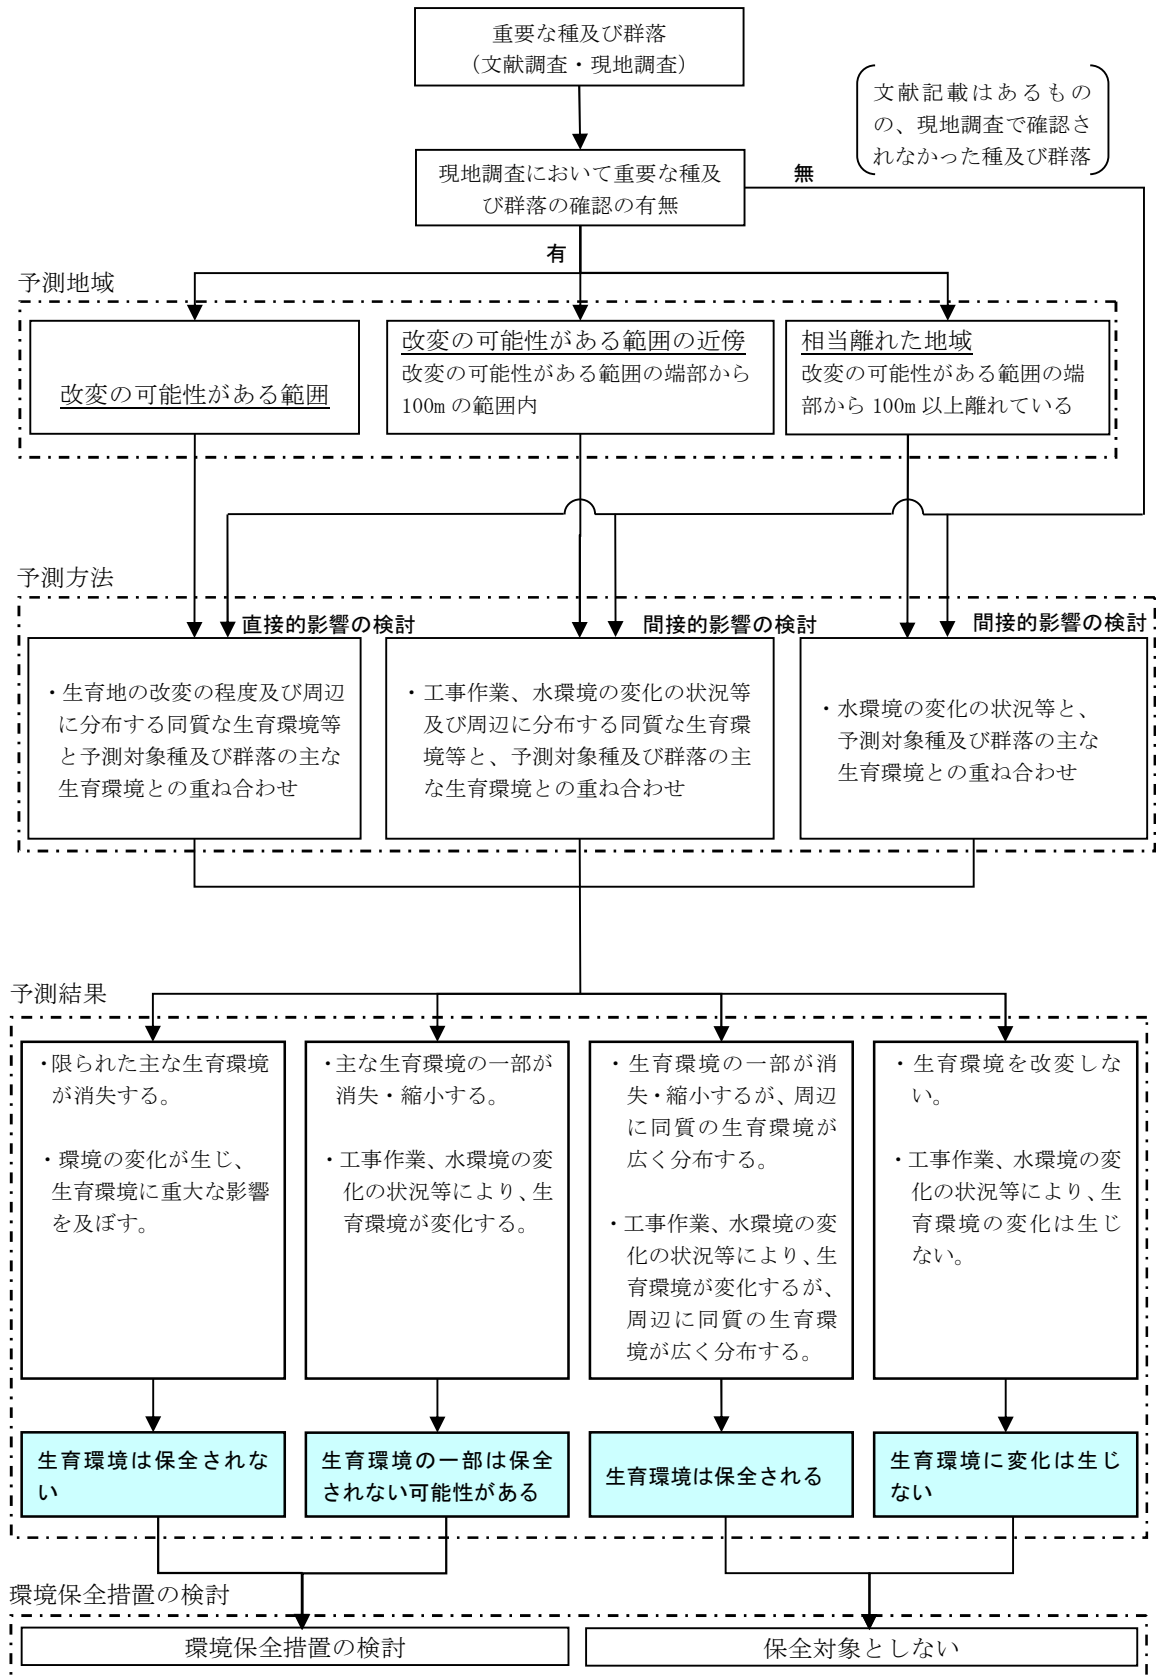 重要な種及び群落
(文献調査・現地調査)
文献記載はあるもの
の、現地調査で確認さ
れなかった種及び群落
現地調査において重要な種及
び群落の確認の有無
無
有
予測地域
改変の可能性がある範囲
改変の可能性がある範囲の近傍
改変の可能性がある範囲の端部から
100m の範囲内
相当離れた地域
改変の可能性がある範囲の端
部から 100m 以上離れている
予測方法
直接的影響の検討
間接的影響の検討
間接的影響の検討
・生育地の改変の程度及び周辺
に分布する同質な生育環境等
と予測対象種及び群落の主な
生育環境との重ね合わせ
・工事作業、水環境の変化の状況等
及び周辺に分布する同質な生育環
境等と、予測対象種及び群落の主
な生育環境との重ね合わせ
・水環境の変化の状況等と、
予測対象種及び群落の主な
生育環境との重ね合わせ
予測結果
・限られた主な生育環境
が消失する。
・環境の変化が生じ、
生育環境に重大な影響
を及ぼす。
・主な生育環境の一部が
消失・縮小する。
・工事作業、水環境の変
化の状況等により、生
育環境が変化する。
・生育環境の一部が消
失・縮小するが、周辺
に同質の生育環境が
広く分布する。
・工事作業、水環境の変
化の状況等により、生
育環境が変化するが、
周辺に同質の生育環
境が広く分布する。
・生育環境を改変しな
い。
・工事作業、水環境の変
化の状況等により、生
育環境の変化は生じ
ない。
生育環境は保全されな
い
生育環境の一部は保全
されない可能性がある
生育環境は保全される
生育環境に変化は生じ
ない
環境保全措置の検討
環境保全措置の検討
保全対象としない